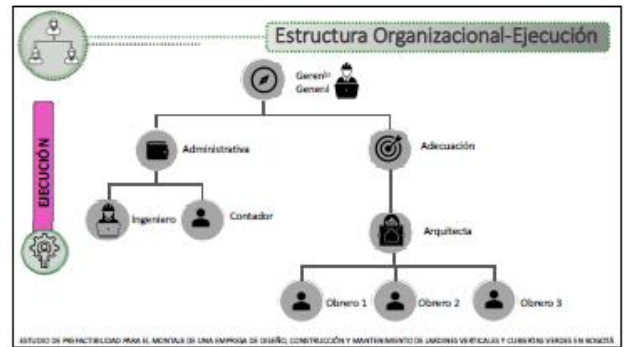 Estructura Organizacional-Ejecución
Gerente
General
EJECUCIÓN
Administrativa
Adecuación
Ingeniero
Contador
Arquitecta
Obrero 1
Obrero 2
Obrero 3
ESTUDIO DE PREFACTIBILIDAD PARA EL MONTAJE DE UNA EMPRESA DE DISEÑO, CONSTRUCCIÓN Y MANTENIMIENTO DE JARDINES VERTICALES Y CUBIERTAS VERDES EN BOGOTÁ